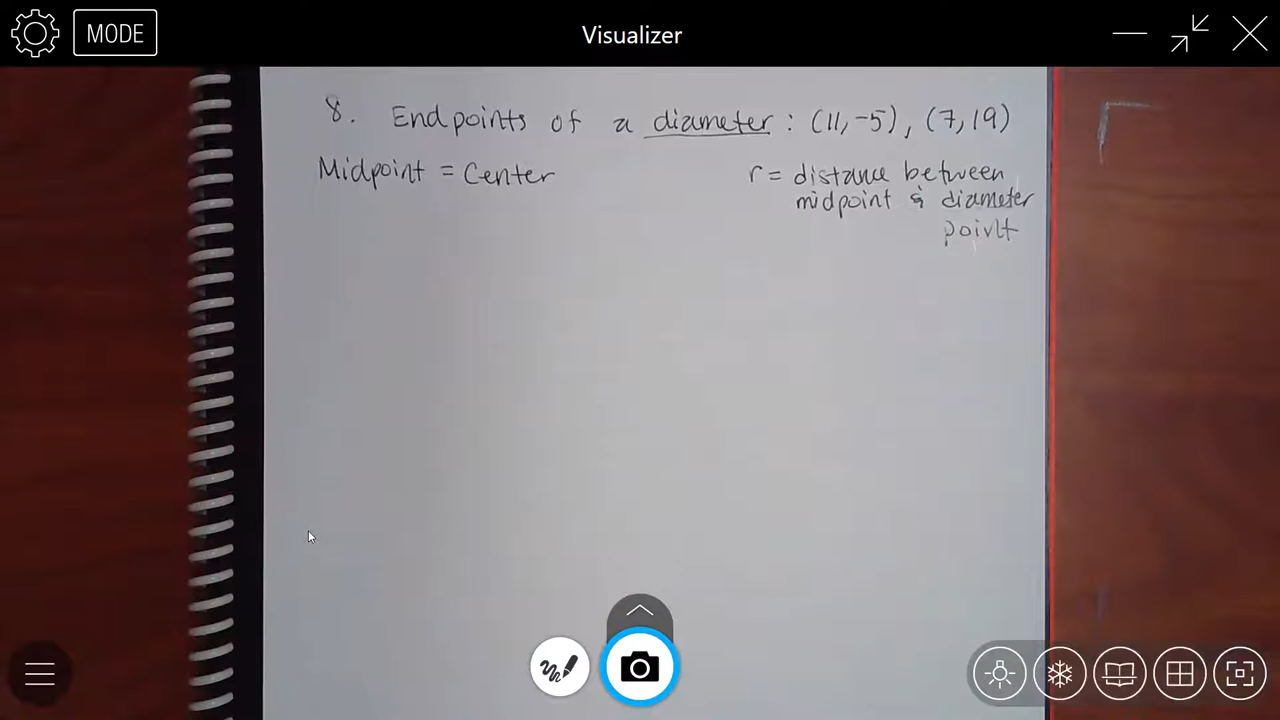 MODE
Visualizer
8. Endpoints of a diameter : (11,-5), (7,19)
Midpoint = Center
r = distance between
midpoint & diameter
point